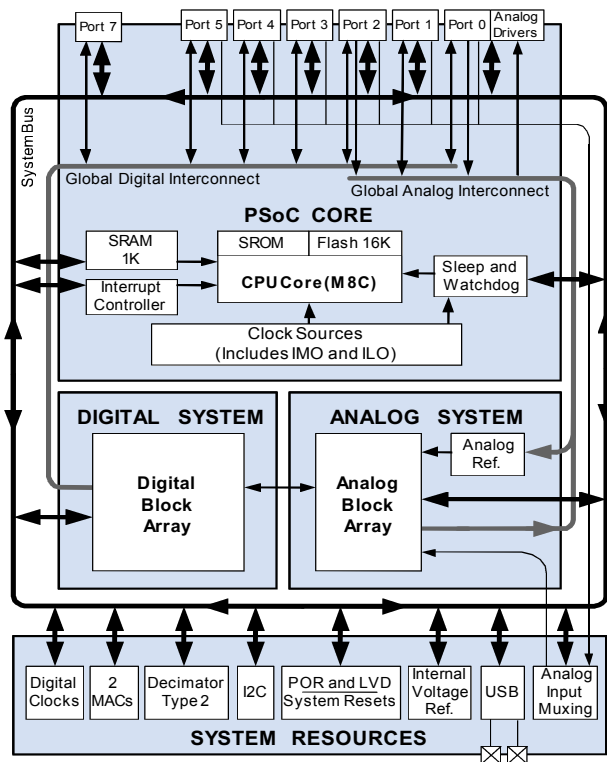 Port 7
Port 5
Port 4
Port 3
Port 2
Port 1
Port 0
Analog
Drivers
System Bus
Global Digital Interconnect
Global Analog Interconnect
PSoC CORE
SRAM
1K
SROM
Flash 16K
CPU Core (M8C)
Interrupt
Controller
Sleep and
Watchdog
Clock Sources
(Includes IMO and ILO)
DIGITAL SYSTEM
ANALOG SYSTEM
Digital
Block
Array
Analog
Block
Array
Analog
Ref.
Digital
Clocks
2
MACs
Decimator
Type 2
I2C
POR and LVD
System Resets
Internal
Voltage
Ref.
USB
Analog
Input
Muxing
SYSTEM RESOURCES